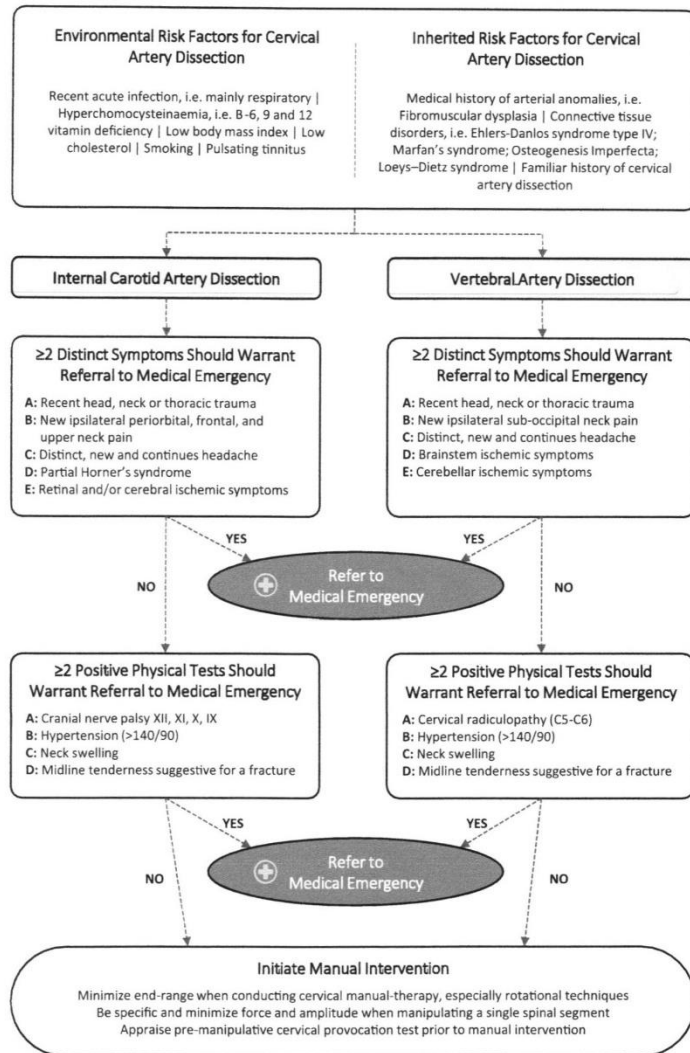 Environmental Risk Factors for Cervical
Artery Dissection
Recent acute infection, i.e. mainly respiratory |
Hyperchomocysteinaemia, i.e. B-6, 9 and 12
vitamin deficiency | Low body mass index | Low
cholesterol | Smoking | Pulsating tinnitus
Inherited Risk Factors for Cervical
Artery Dissection
Medical history of arterial anomalies, i.e.
Fibromuscular dysplasia | Connective tissue
disorders, i.e. Ehlers-Danlos syndrome type IV;
Marfan's syndrome; Osteogenesis Imperfecta;
Loeys–Dietz syndrome | Familiar history of cervical
artery dissection
Internal Carotid Artery Dissection
Vertebral Artery Dissection
≥2 Distinct Symptoms Should Warrant
Referral to Medical Emergency
A: Recent head, neck or thoracic trauma
B: New ipsilateral periorbital, frontal, and
upper neck pain
C: Distinct, new and continues headache
D: Partial Horner's syndrome
E: Retinal and/or cerebral ischemic symptoms
≥2 Distinct Symptoms Should Warrant
Referral to Medical Emergency
A: Recent head, neck or thoracic trauma
B: New ipsilateral sub-occipital neck pain
C: Distinct, new and continues headache
D: Brainstem ischemic symptoms
E: Cerebellar ischemic symptoms
YES
YES
Refer to
Medical Emergency
NO
NO
≥2 Positive Physical Tests Should
Warrant Referral to Medical Emergency
A: Cranial nerve palsy XII, XI, X, IX
B: Hypertension (>140/90)
C: Neck swelling
D: Midline tenderness suggestive for a fracture
≥2 Positive Physical Tests Should
Warrant Referral to Medical Emergency
A: Cervical radiculopathy (C5-C6)
B: Hypertension (>140/90)
C: Neck swelling
D: Midline tenderness suggestive for a fracture
YES
YES
Refer to
Medical Emergency
NO
NO
Initiate Manual Intervention
Minimize end-range when conducting cervical manual-therapy, especially rotational techniques
Be specific and minimize force and amplitude when manipulating a single spinal segment
Appraise pre-manipulative cervical provocation test prior to manual intervention